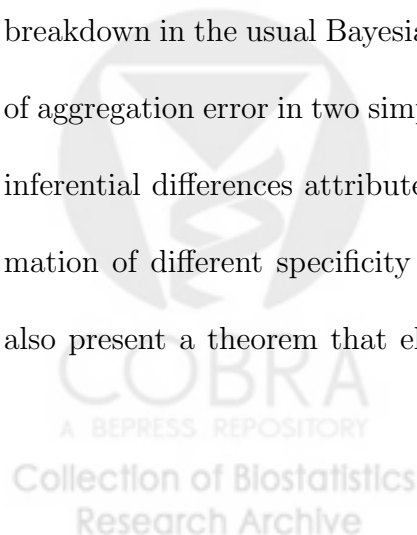 breakdown in the usual Bayesia
of aggregation error in two simp
inferential differences attribute
mation of different specificity
also present a theorem that el
COBRA
A BEPRESS REPOSITORY
Collection of Biostatistics
Research Archive